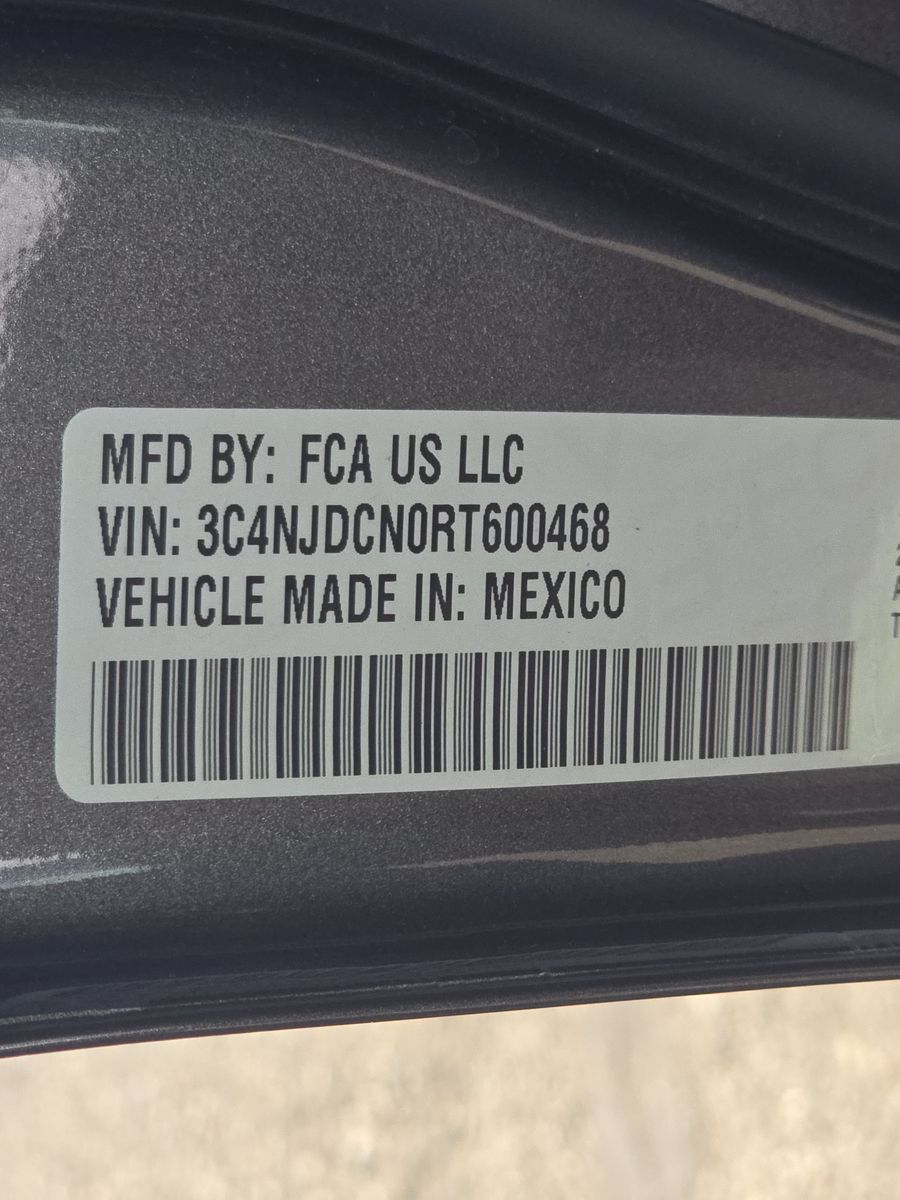 MFD BY: FCA US LLC
VIN: 3C4NJDCN0RT600468
VEHICLE MADE IN: MEXICO